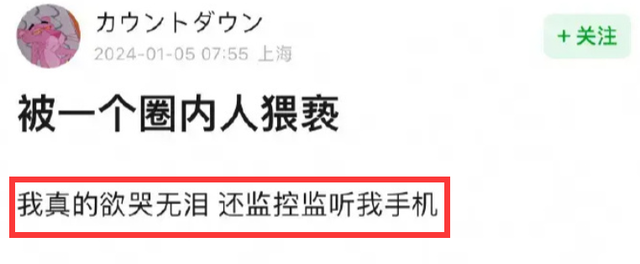 カウントダウン
2024-01-05 07:55 上海
+ 关注
被一个圈内人猥亵
我真的欲哭无泪 还监控监听我手机